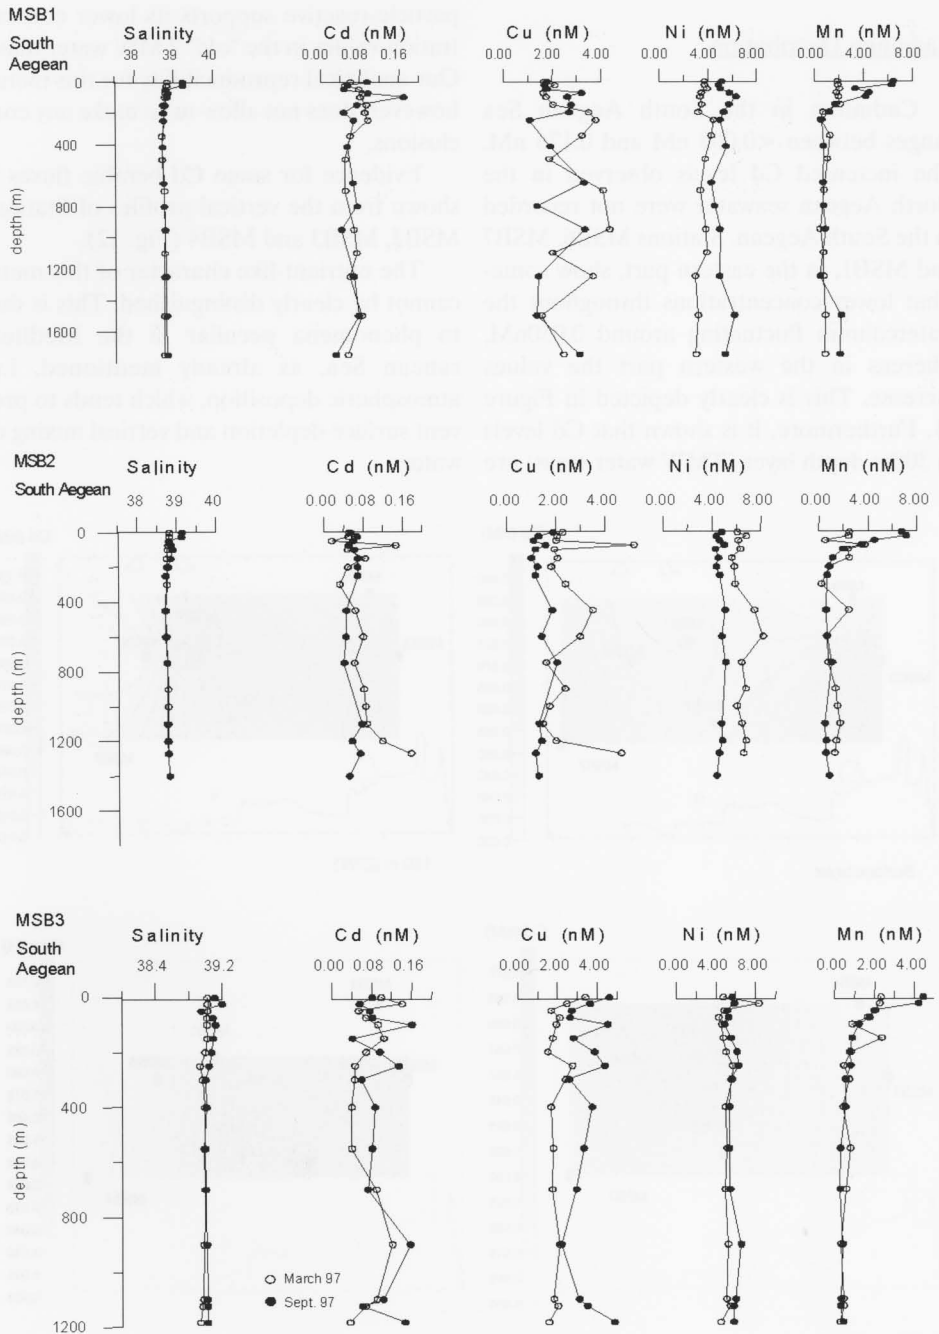 MSB1
South
Aegean
Salinity
Cd (nM)
Cu (nM)
Ni (nM)
Mn (nM)
38 39 40
0.00 0.08 0.16
0.00 2.00 4.00
0.00 4.00 8.00
0.00 4.00 8.00
0
400
800
1200
1600
depth (m)
MSB2
South Aegean
Salinity
Cd (nM)
Cu (nM)
Ni (nM)
Mn (nM)
38 39 40
0.00 0.08 0.16
0.00 2.00 4.00
0.00 4.00 8.00
0.00 4.00 8.00
0
400
800
1200
1600
depth (m)
MSB3
South
Aegean
Salinity
Cd (nM)
Cu (nM)
Ni (nM)
Mn (nM)
38.4 39.2
0.00 0.08 0.16
2.00 4.00
0.00 4.00 8.00
0.00 2.00 4.00
0
400
800
1200
depth (m)
March 97
Sept. 97